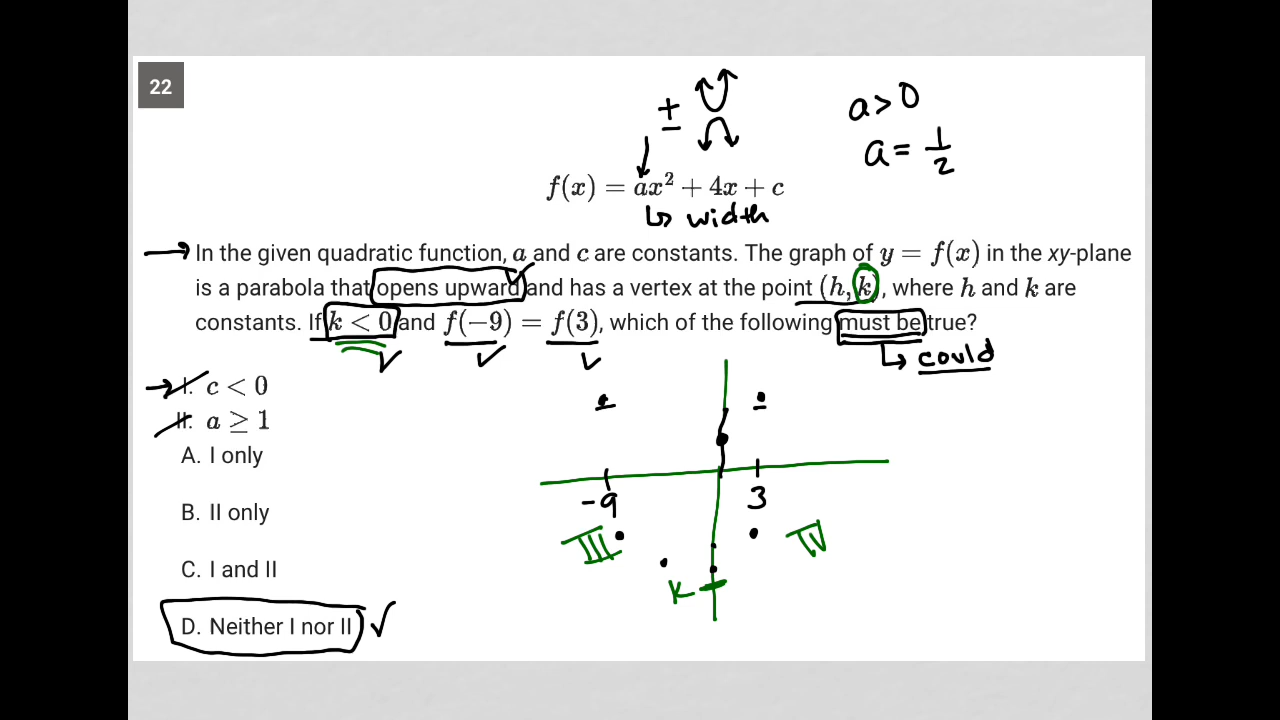 22
a > 0
±
a = 1/2
f(x) = ax² + 4x + c
↳ width
→ In the given quadratic function, a and c are constants. The graph of y = f(x) in the xy-plane
is a parabola that opens upward and has a vertex at the point (h, k), where h and k are
constants. If k < 0 and f(−9) = f(3), which of the following must be true?
↳ could
→ I. c < 0
II. a ≥ 1
A. I only
B. II only
C. I and II
D. Neither I nor II ✓
-9 3
III IV
K